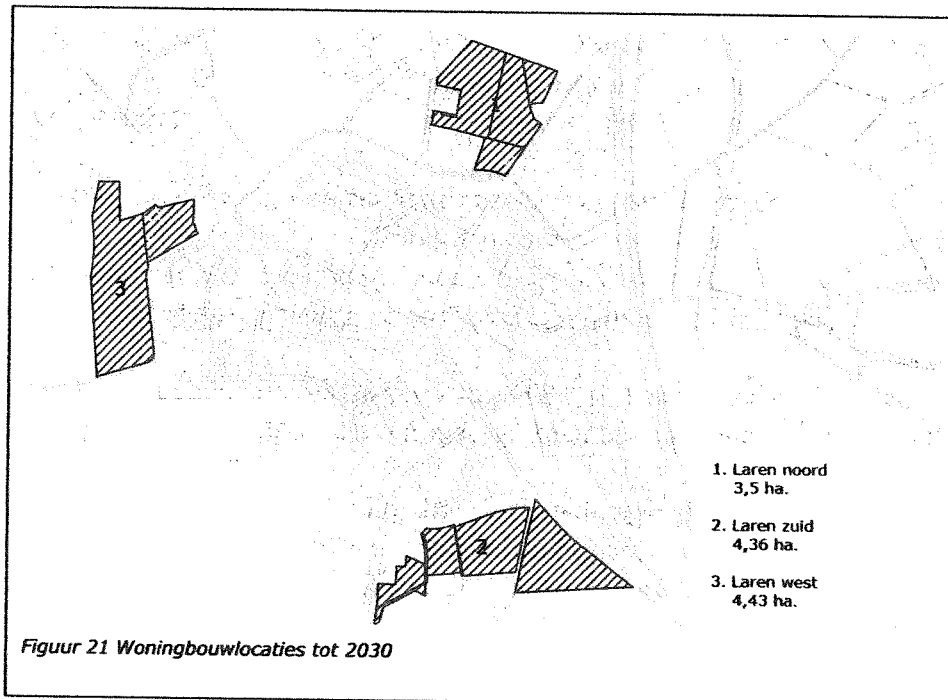 3
2
1. Laren noord
3,5 ha.
2. Laren zuid
4,36 ha.
3. Laren west
4,43 ha.
Figuur 21 Woningbouwlocaties tot 2030